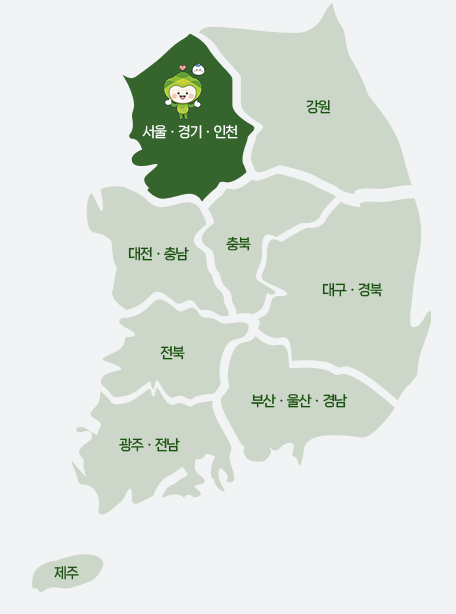 강원
서울 · 경기 · 인천
충북
대전 · 충남
대구 · 경북
전북
부산 · 울산 · 경남
광주 · 전남
제주